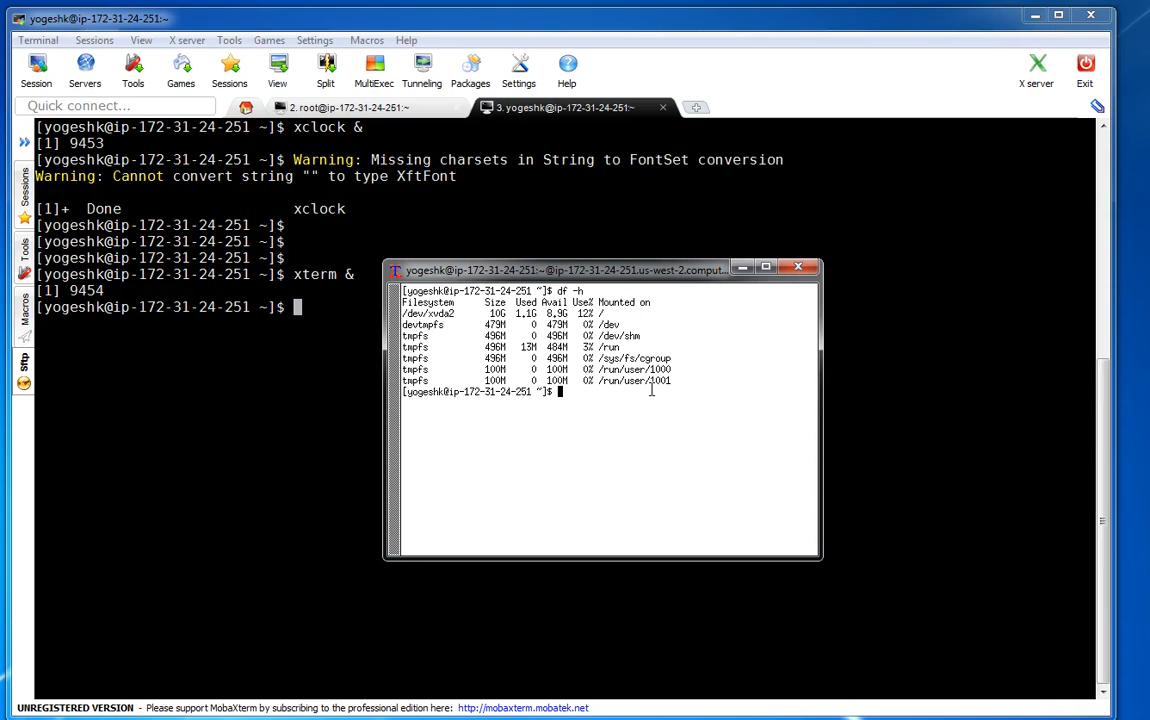 yogeshk@ip-172-31-24-251:~
Terminal Sessions View X server Tools Games Settings Macros Help
Session Servers Tools Games Sessions View Split MultiExec Tunneling Packages Settings Help X server Exit
Quick connect... 2. root@ip-172-31-24-251:~ 3. yogeshk@ip-172-31-24-251:~
[yogeshk@ip-172-31-24-251 ~]$ xclock &
[1] 9453
[yogeshk@ip-172-31-24-251 ~]$ Warning: Missing charsets in String to FontSet conversion
Warning: Cannot convert string "" to type XftFont
[1]+ Done xclock
[yogeshk@ip-172-31-24-251 ~]$
[yogeshk@ip-172-31-24-251 ~]$
[yogeshk@ip-172-31-24-251 ~]$
[yogeshk@ip-172-31-24-251 ~]$ xterm &
[1] 9454
[yogeshk@ip-172-31-24-251 ~]$
Sessions
Tools
Macros
Sftp
yogeshk@ip-172-31-24-251:~@ip-172-31-24-251.us-west-2.comput...
[yogeshk@ip-172-31-24-251 ~]$ df -h
Filesystem Size Used Avail Use% Mounted on
/dev/xvda2 10G 1.1G 8.9G 12% /
devtmpfs 479M 0 479M 0% /dev
tmpfs 496M 0 496M 0% /dev/shm
tmpfs 496M 13M 484M 3% /run
tmpfs 496M 0 496M 0% /sys/fs/cgroup
tmpfs 100M 0 100M 0% /run/user/1000
tmpfs 100M 0 100M 0% /run/user/1001
[yogeshk@ip-172-31-24-251 ~]$
UNREGISTERED VERSION - Please support MobaXterm by subscribing to the professional edition here: http://mobaxterm.mobatek.net